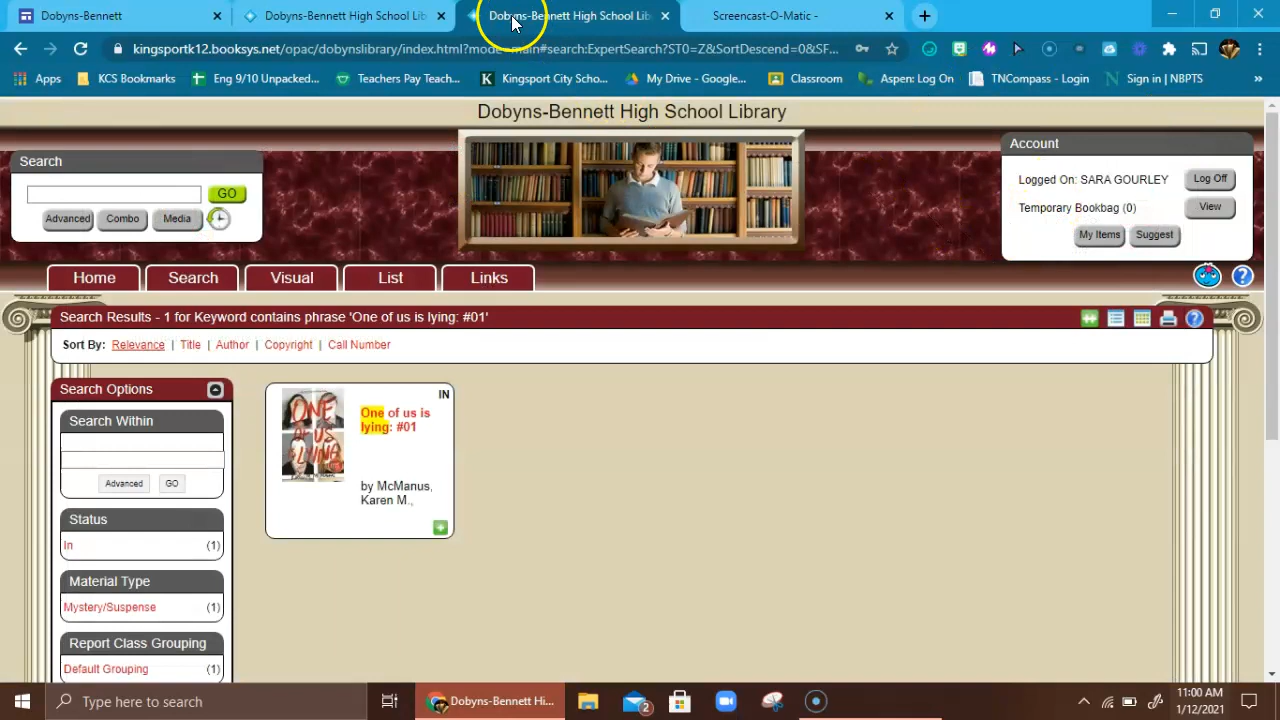 Dobyns-Bennett
Dobyns-Bennett High School Lib
Dobyns-Bennett High School Lib
Screencast-O-Matic -
kingsportk12.booksys.net/opac/dobynslibrary/index.html?mode=main#search:ExpertSearch?ST0=Z&SortDescend=0&SF...
Apps
KCS Bookmarks
Eng 9/10 Unpacked...
Teachers Pay Teach...
Kingsport City Scho...
My Drive - Google...
Classroom
Aspen: Log On
TNCompass - Login
Sign in | NBPTS
»
Dobyns-Bennett High School Library
Search
GO
Advanced
Combo
Media
Account
Logged On: SARA GOURLEY
Log Off
Temporary Bookbag (0)
View
My Items
Suggest
Home
Search
Visual
List
Links
Search Results - 1 for Keyword contains phrase 'One of us is lying: #01'
Sort By: Relevance | Title | Author | Copyright | Call Number
Search Options
Search Within
Advanced
GO
Status
In (1)
Material Type
Mystery/Suspense (1)
Report Class Grouping
Default Grouping (1)
IN
ONE
OF US
IS LYING
One of us is
lying: #01
by McManus,
Karen M.,
Type here to search
Dobyns-Bennett Hi...
2
11:00 AM
1/12/2021